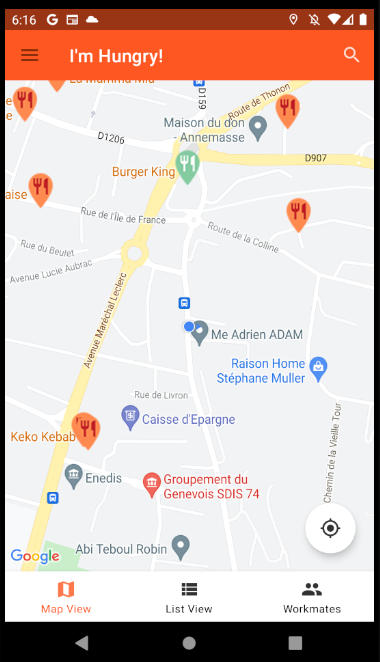 6:16 G
I'm Hungry!
La Mamma Mia
D159
Route de Thonon
Maison du don
- Annemasse
D1206
D907
Burger King
aise
Rue de l'Île de France
Route de la Colline
Rue du Beulet
Avenue Lucie Aubrac
Avenue Maréchal Leclerc
Me Adrien ADAM
Raison Home
Stéphane Muller
Rue de Livron
Caisse d'Epargne
Chemin de la Vieille Tour
Keko Kebab
Enedis
Groupement du
Genevois SDIS 74
Abi Teboul Robin
Google
Map View
List View
Workmates